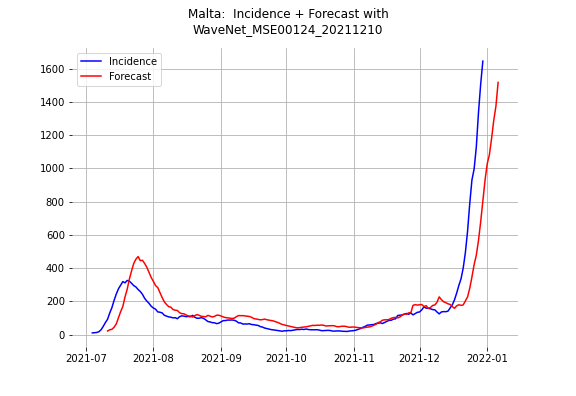 Malta:  Incidence + Forecast with
WaveNet_MSE00124_20211210
Incidence
Forecast
1600
1400
1200
1000
800
600
400
200
0
2021-07 2021-08 2021-09 2021-10 2021-11 2021-12 2022-01